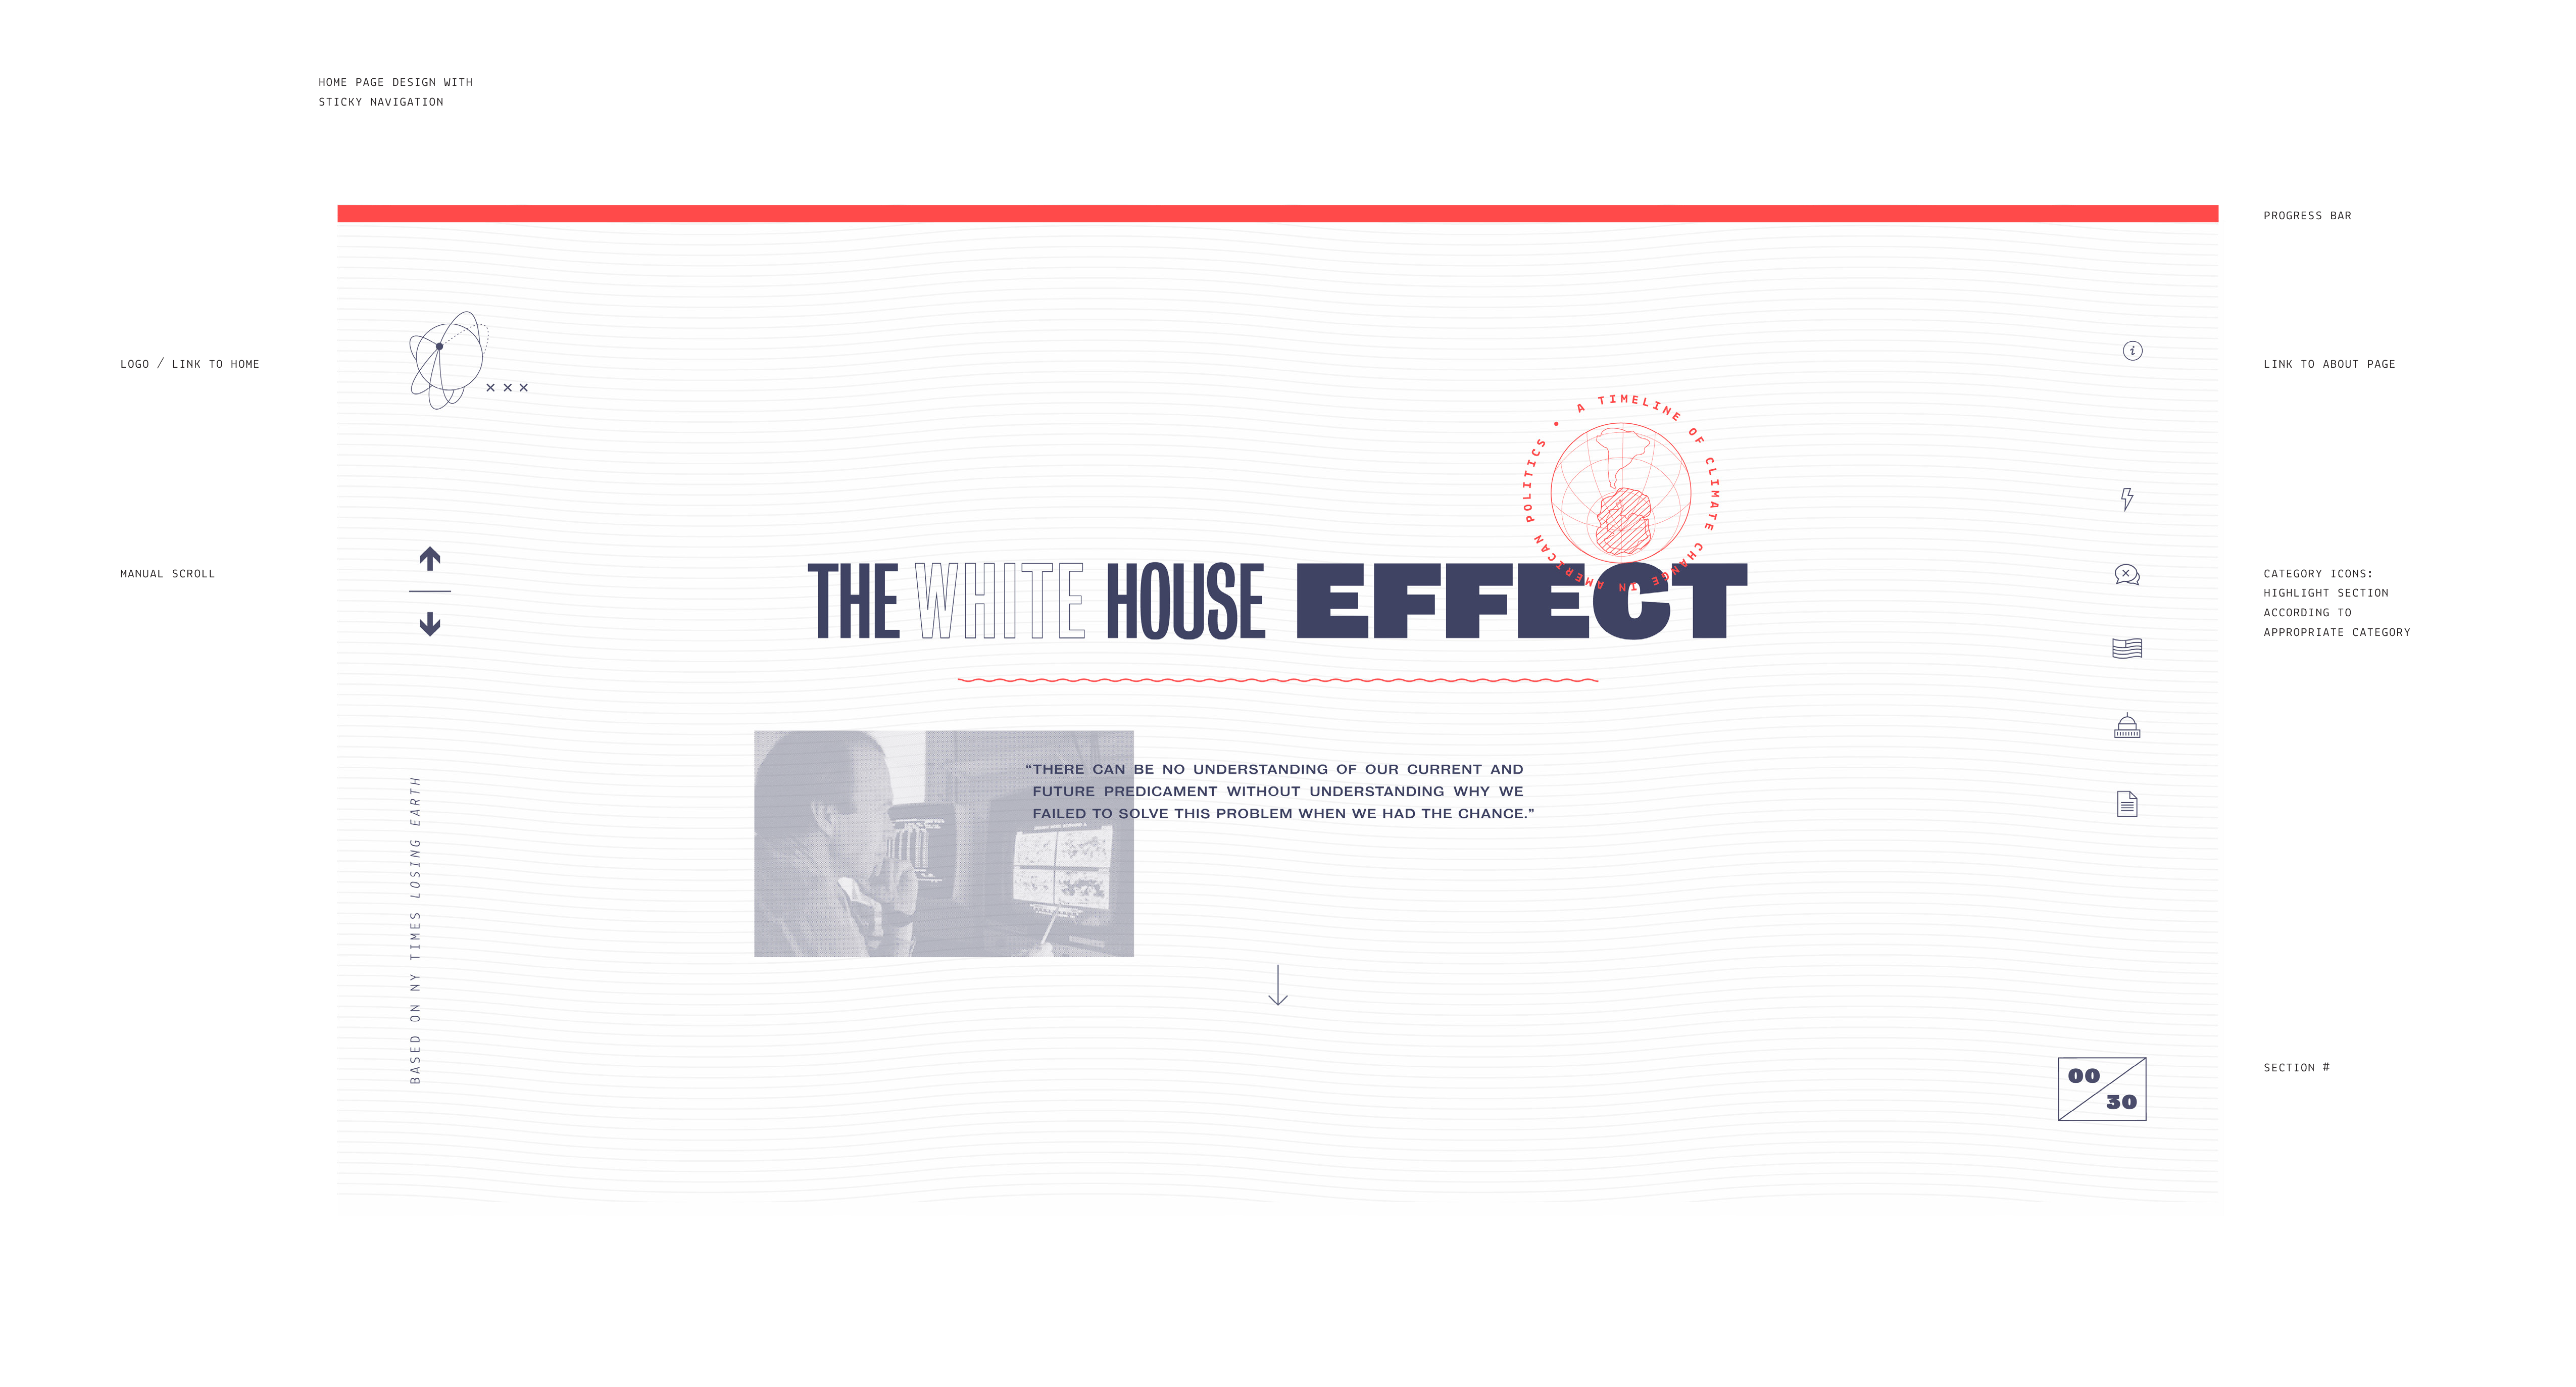 HOME PAGE DESIGN WITH
STICKY NAVIGATION
PROGRESS BAR
LOGO / LINK TO HOME
LINK TO ABOUT PAGE
A TIMELINE OF CLIMATE CHANGE IN AMERICAN POLITICS •
MANUAL SCROLL
THE WHITE HOUSE EFFECT
CATEGORY ICONS:
HIGHLIGHT SECTION
ACCORDING TO
APPROPRIATE CATEGORY
“THERE CAN BE NO UNDERSTANDING OF OUR CURRENT AND
FUTURE PREDICAMENT WITHOUT UNDERSTANDING WHY WE
FAILED TO SOLVE THIS PROBLEM WHEN WE HAD THE CHANCE.”
BASED ON NY TIMES LOSING EARTH
00
30
SECTION #